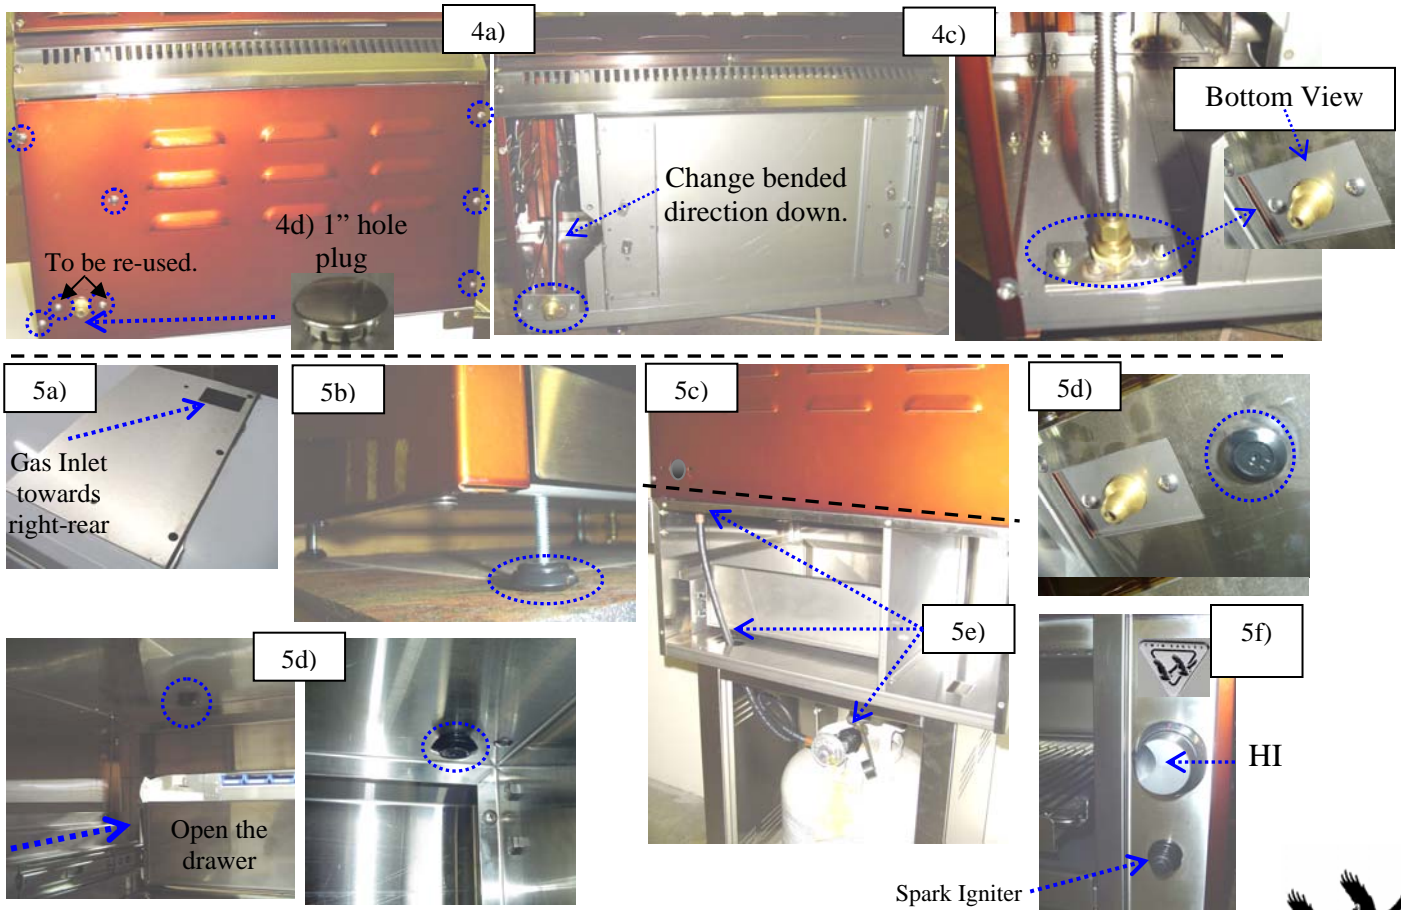 4a)
4c)
Bottom View
Change bended
direction down.
4d) 1” hole
plug
To be re-used.
5a)
5b)
5c)
5d)
Gas Inlet
towards
right-rear
5d)
5e)
5f)
HI
Open the
drawer
Spark Igniter